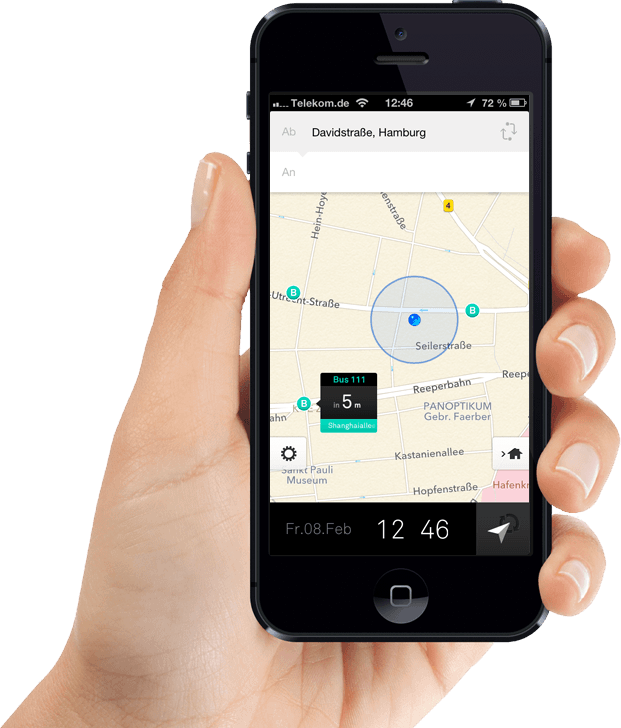 Telekom.de 12:46 72 %
Ab Davidstraße, Hamburg
An
4
Hein-Hoye
enstraße
B
-Utrecht-Straße
B
Seilerstraße
Bus 111
Reepe
Reeperbahn
B
in 5 m
PANOPTIKUM
Gebr. Faerber
ahn
Shanghaiallee
Kastanienallee
Sankt Pauli
Museum
Hopfenstraße
Hafenkr
Fr.08.Feb 12 46